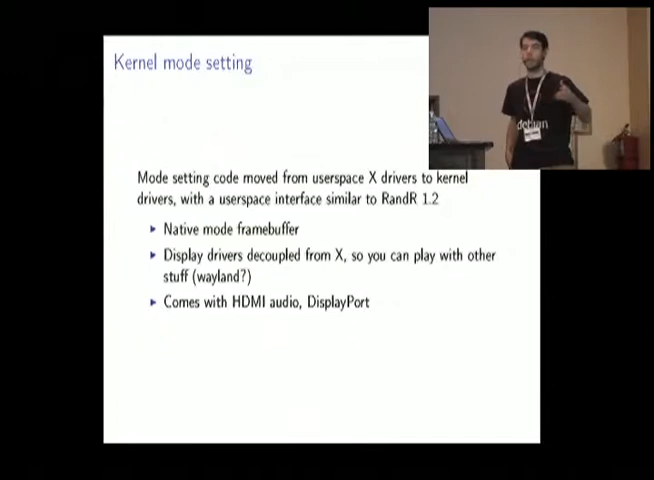 Kernel mode setting
Mode setting code moved from userspace X drivers to kernel
drivers, with a userspace interface similar to RandR 1.2
Native mode framebuffer
Display drivers decoupled from X, so you can play with other
stuff (wayland?)
Comes with HDMI audio, DisplayPort
debian